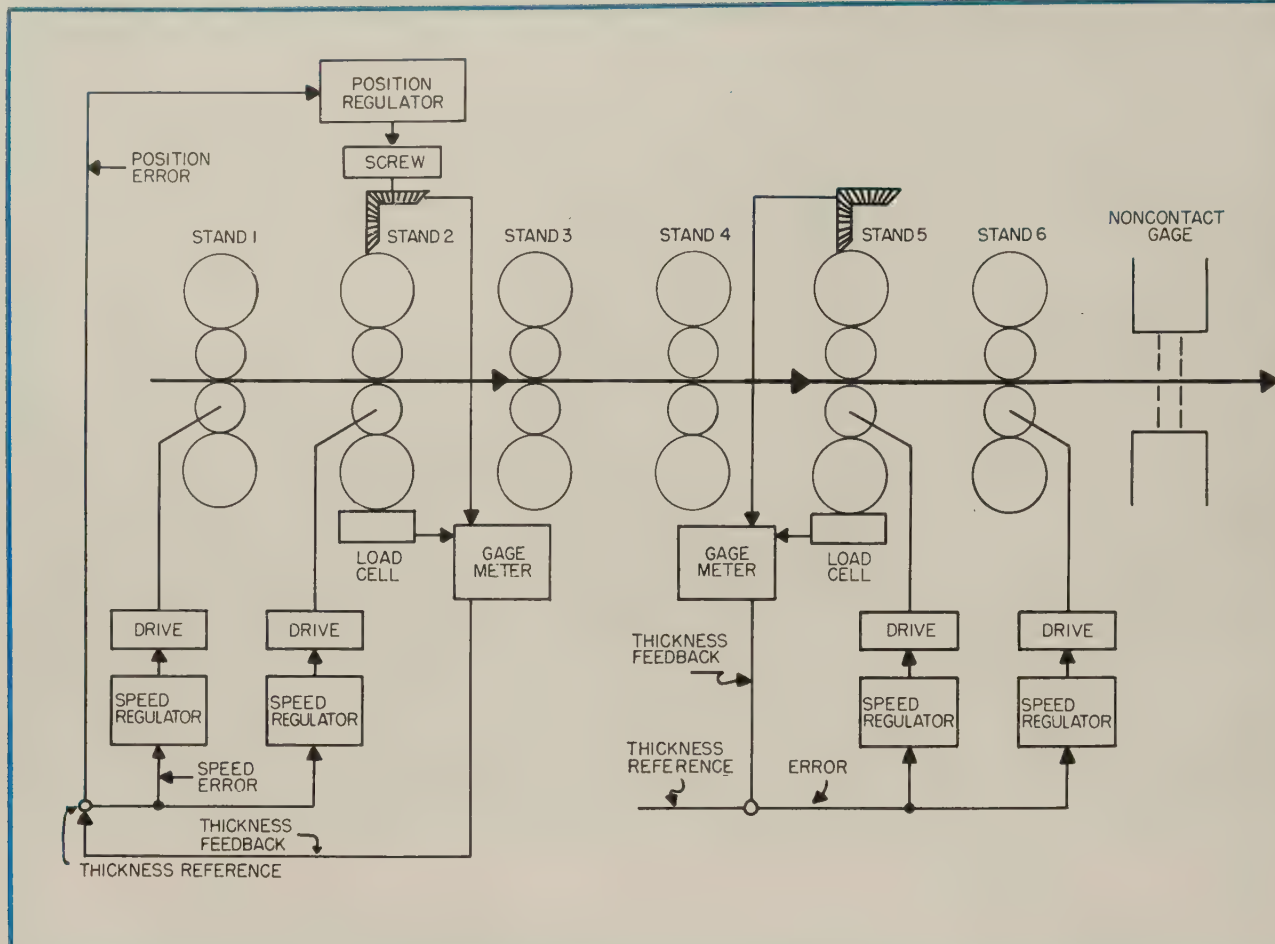 POSITION
REGULATOR
POSITION
ERROR
SCREW
STAND 1
STAND 2
STAND 3
STAND 4
STAND 5
STAND 6
NONCONTACT
GAGE
LOAD
CELL
GAGE
METER
GAGE
METER
LOAD
CELL
DRIVE
DRIVE
DRIVE
DRIVE
THICKNESS
FEEDBACK
SPEED
REGULATOR
SPEED
REGULATOR
SPEED
REGULATOR
SPEED
REGULATOR
SPEED
ERROR
THICKNESS
REFERENCE
ERROR
THICKNESS
FEEDBACK
THICKNESS REFERENCE